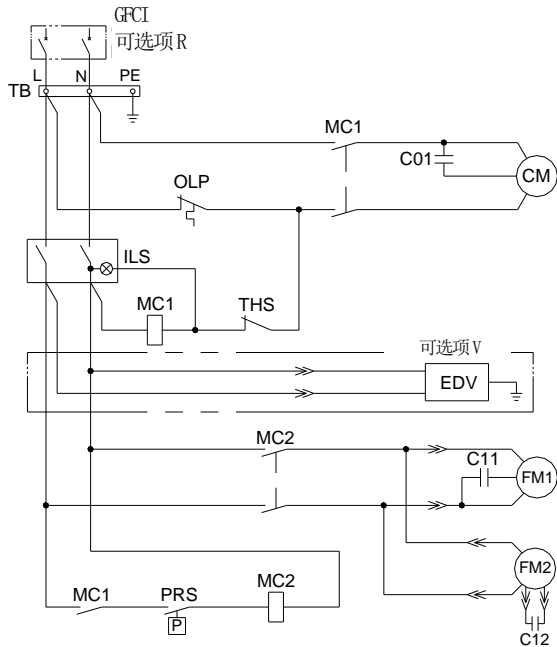 GFCI
可选项R
L N PE
TB
MC1
C01
CM
OLP
ILS
MC1
THS
可选项V
EDV
MC2
C11
FM1
FM2
MC1
PRS
MC2
P
C12